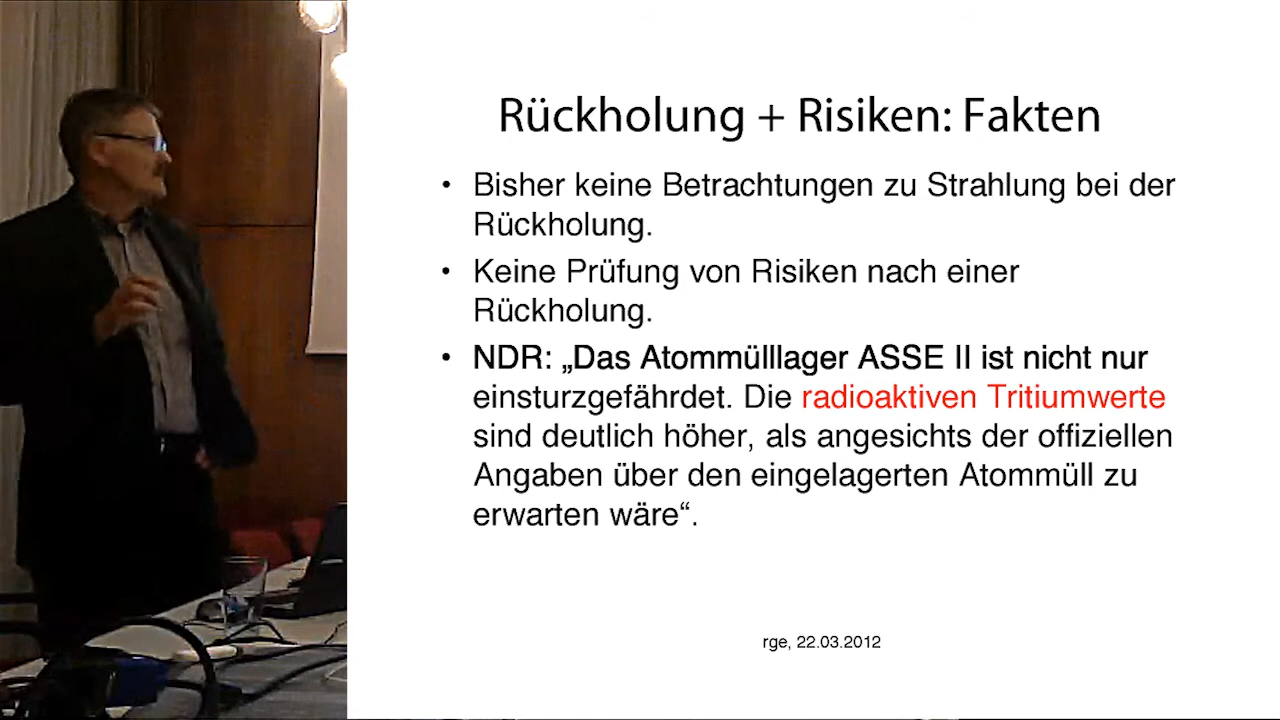 Rückholung + Risiken: Fakten
• Bisher keine Betrachtungen zu Strahlung bei der
Rückholung.
• Keine Prüfung von Risiken nach einer
Rückholung.
• NDR: „Das Atommülllager ASSE II ist nicht nur
einsturzgefährdet. Die radioaktiven Tritiumwerte
sind deutlich höher, als angesichts der offiziellen
Angaben über den eingelagerten Atommüll zu
erwarten wäre“.
rge, 22.03.2012